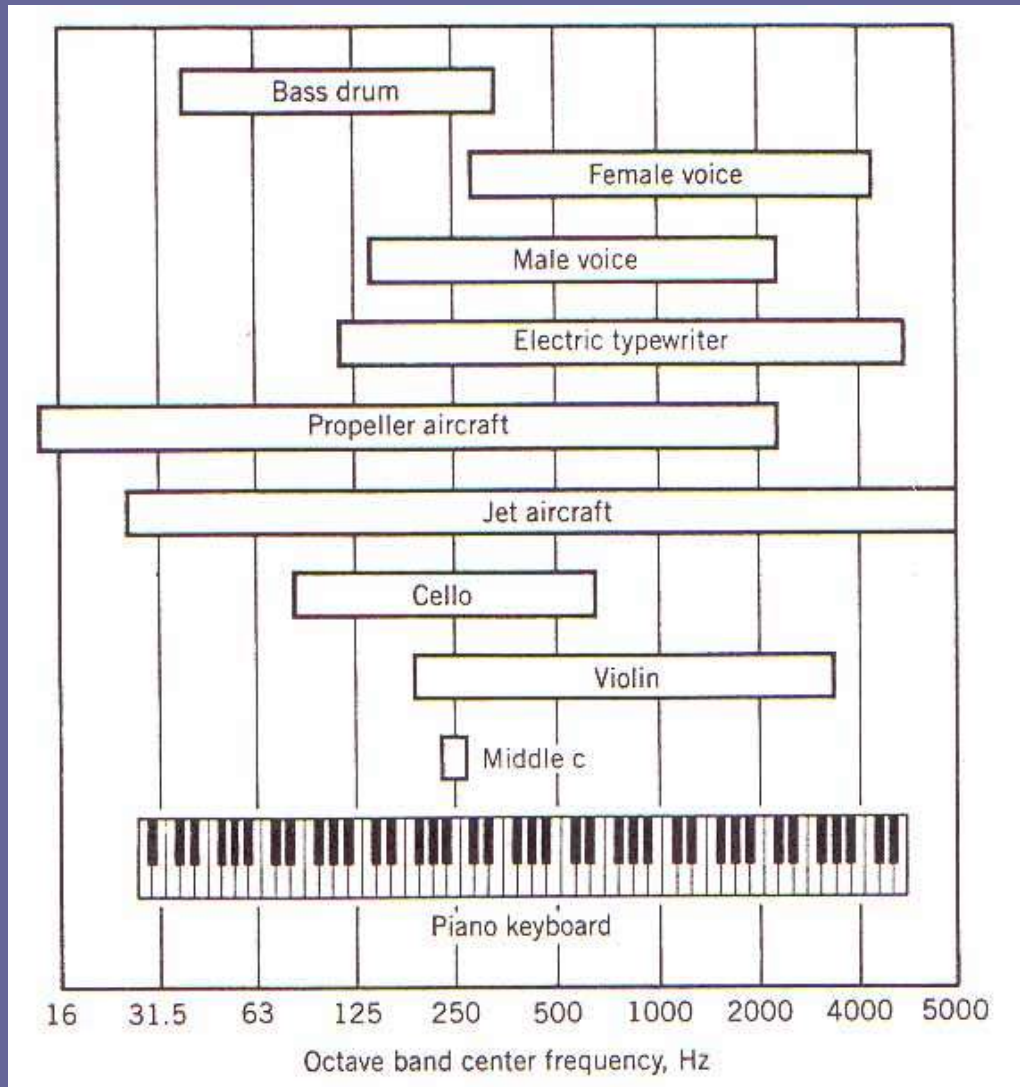 Bass drum
Female voice
Male voice
Electric typewriter
Propeller aircraft
Jet aircraft
Cello
Violin
Middle c
Piano keyboard
16 31.5 63 125 250 500 1000 2000 4000 5000
Octave band center frequency, Hz